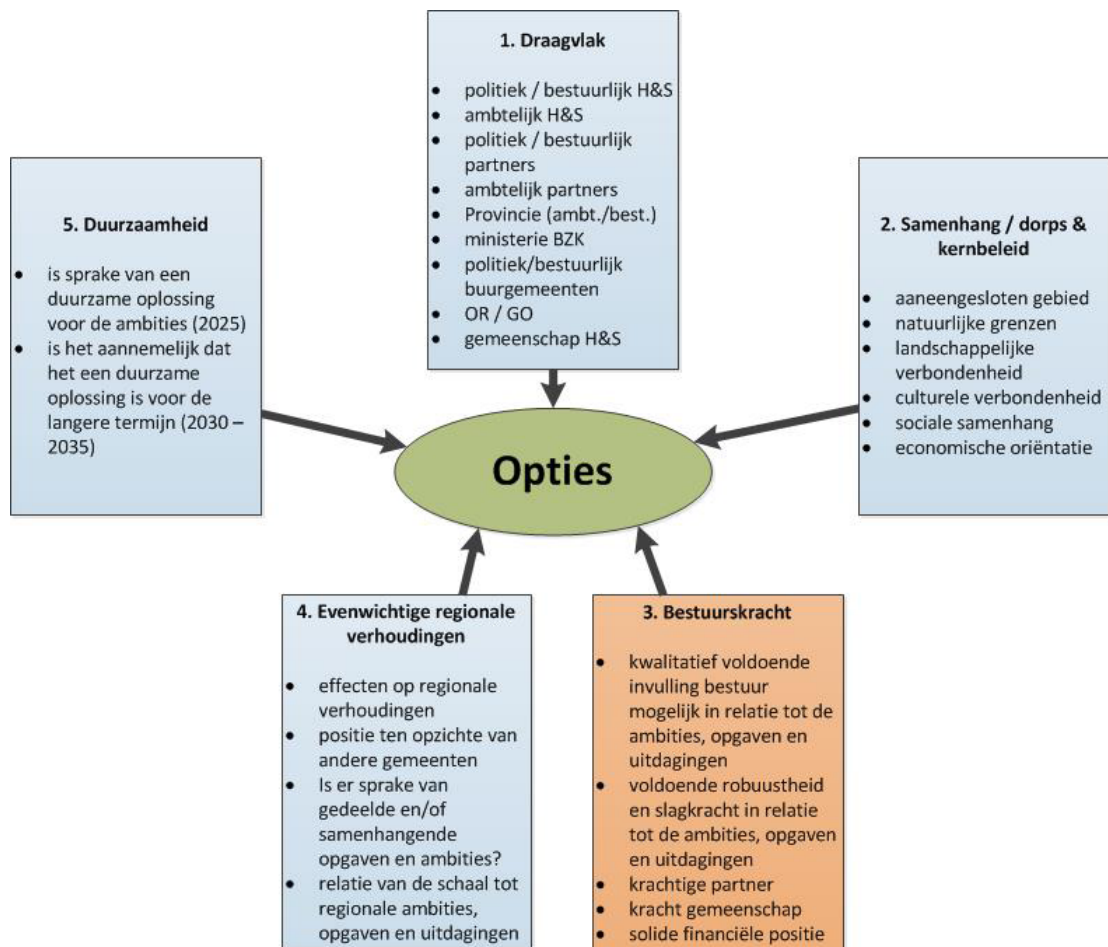 1. Draagvlak
• politiek / bestuurlijk H&S
• ambtelijk H&S
• politiek / bestuurlijk
partners
• ambtelijk partners
• Provincie (ambt./best.)
• ministerie BZK
• politiek/bestuurlijk
buurgemeenten
• OR / GO
• gemeenschap H&S
5. Duurzaamheid
• is sprake van een
duurzame oplossing
voor de ambities (2025)
• is het aannemelijk dat
het een duurzame
oplossing is voor de
langere termijn (2030 –
2035)
2. Samenhang / dorps &
kernbeleid
• aaneengesloten gebied
• natuurlijke grenzen
• landschappelijke
verbondenheid
• culturele verbondenheid
• sociale samenhang
• economische oriëntatie
Opties
4. Evenwichtige regionale
verhoudingen
• effecten op regionale
verhoudingen
• positie ten opzichte van
andere gemeenten
• Is er sprake van
gedeelde en/of
samenhangende
opgaven en ambities?
• relatie van de schaal tot
regionale ambities,
opgaven en uitdagingen
3. Bestuurskracht
• kwalitatief voldoende
invulling bestuur
mogelijk in relatie tot de
ambities, opgaven en
uitdagingen
• voldoende robuustheid
en slagkracht in relatie
tot de ambities, opgaven
en uitdagingen
• krachtige partner
• kracht gemeenschap
• solide financiële positie